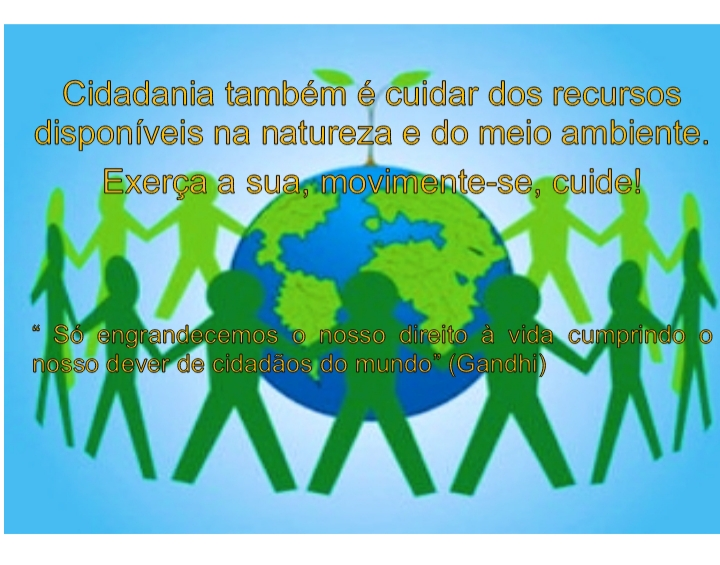 Cidadania também é cuidar dos recursos
disponíveis na natureza e do meio ambiente.
Exerça a sua, movimente-se, cuide!
“ Só engrandecemos o nosso direito à vida cumprindo o
nosso dever de cidadãos do mundo” (Gandhi)